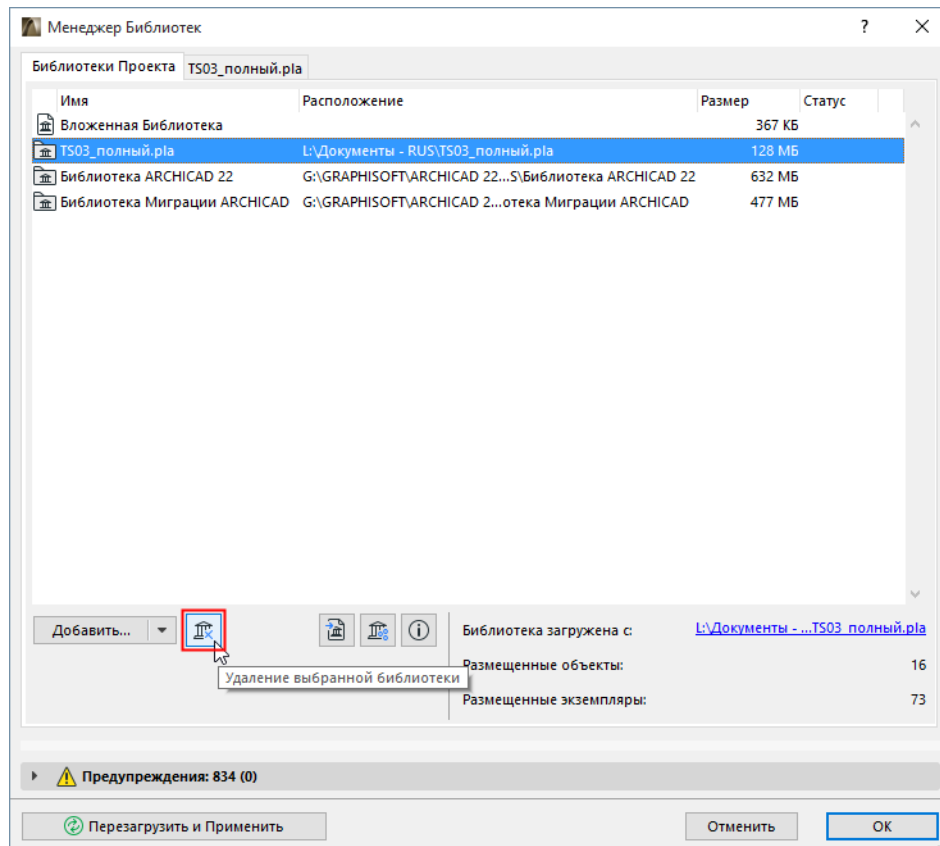 Менеджер Библиотек
?
Библиотеки Проекта TS03_полный.pla
Имя Расположение Размер Статус
Вложенная Библиотека 367 КБ
TS03_полный.pla L:\Документы - RUS\TS03_полный.pla 128 МБ
Библиотека ARCHICAD 22 G:\GRAPHISOFT\ARCHICAD 22...S\Библиотека ARCHICAD 22 632 МБ
Библиотека Миграции ARCHICAD G:\GRAPHISOFT\ARCHICAD 2...отека Миграции ARCHICAD 477 МБ
Добавить... Библиотека загружена с: L:\Документы - ...TS03_полный.pla
Размещенные объекты: 16
Удаление выбранной библиотеки
Размещенные экземпляры: 73
Предупреждения: 834 (0)
Перезагрузить и Применить Отменить OK